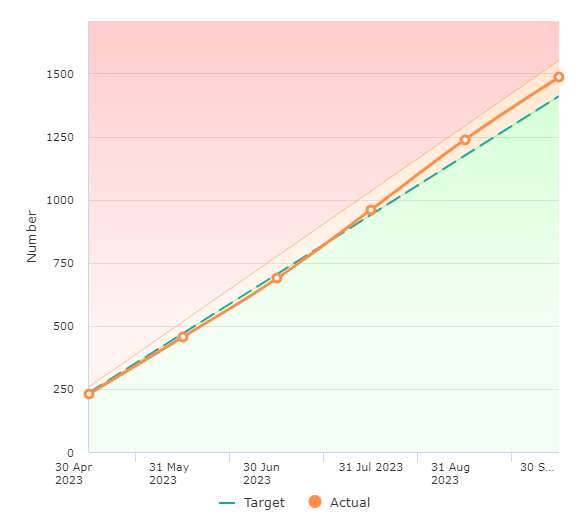 1500
1250
1000
750
500
250
0
Number
30 Apr 2023
31 May 2023
30 Jun 2023
31 Jul 2023
31 Aug 2023
30 S...
Target
Actual